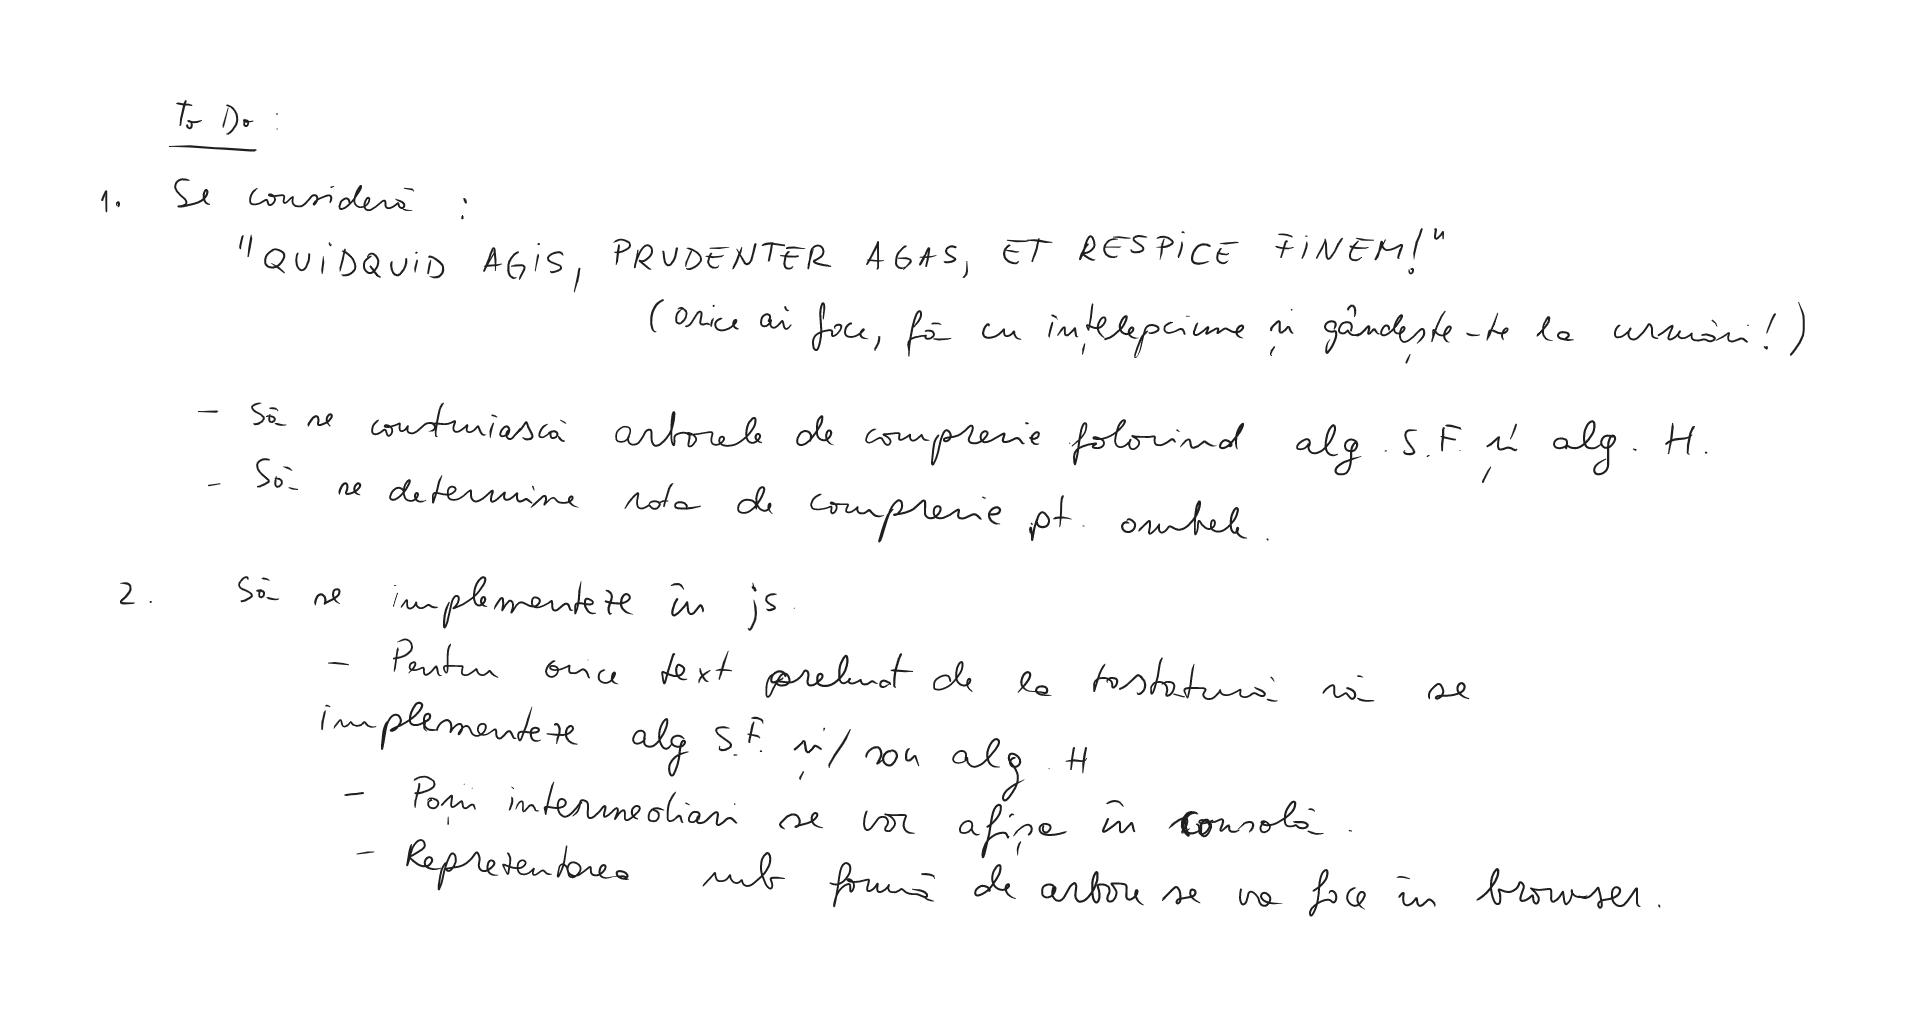 To Do :
1. Se consideră :
"QUIDQUID AGIS, PRUDENTER AGAS, ET RESPICE FINEM!"
(orice ai face, fă cu înțelepciune și gândește-te la urmări!)
- Să se construiască arborele de compresie folosind alg. S.F. și alg. H.
- Să se determine rata de compresie pt. ambele.
2. Să se implementeze în js.
- Pentru orice text preluat de la tastatură să se
implementeze alg S.F. și/sau alg. H
- Pașii intermediari se vor afișa în consolă.
- Reprezentarea sub formă de arbore se va face în browser.